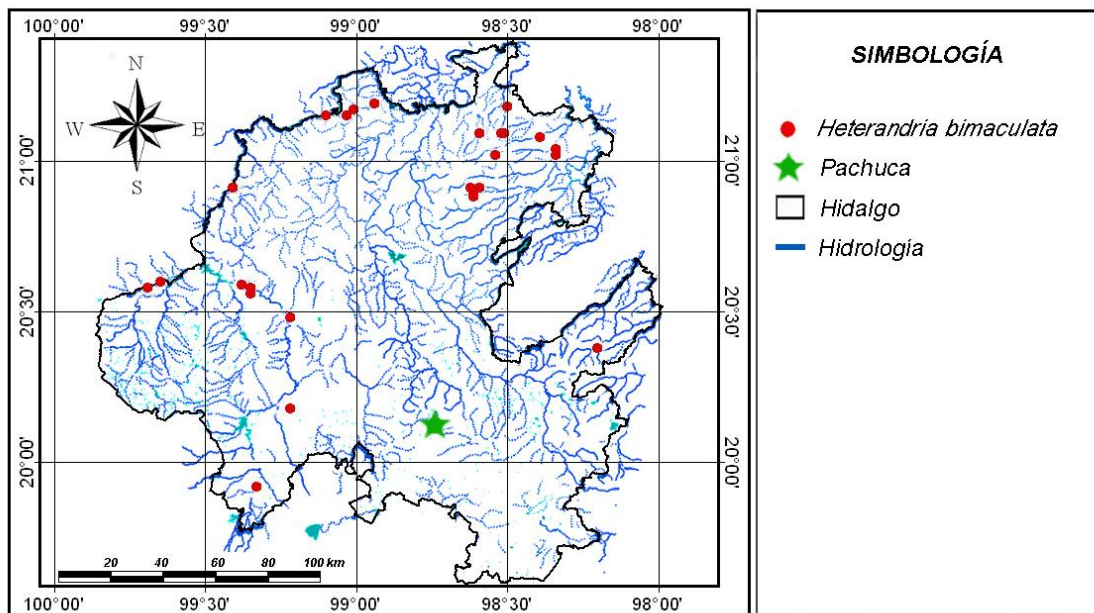 100°00' 99°30' 99°00' 98°30' 98°00'
SIMBOLOGÍA
N
W E
S
Heterandria bimaculata
Pachuca
Hidalgo
Hidrología
21°00' 21°00'
20°30' 20°30'
20°00' 20°00'
20 40 60 80 100 km
100°00' 99°30' 99°00' 98°30' 98°00'